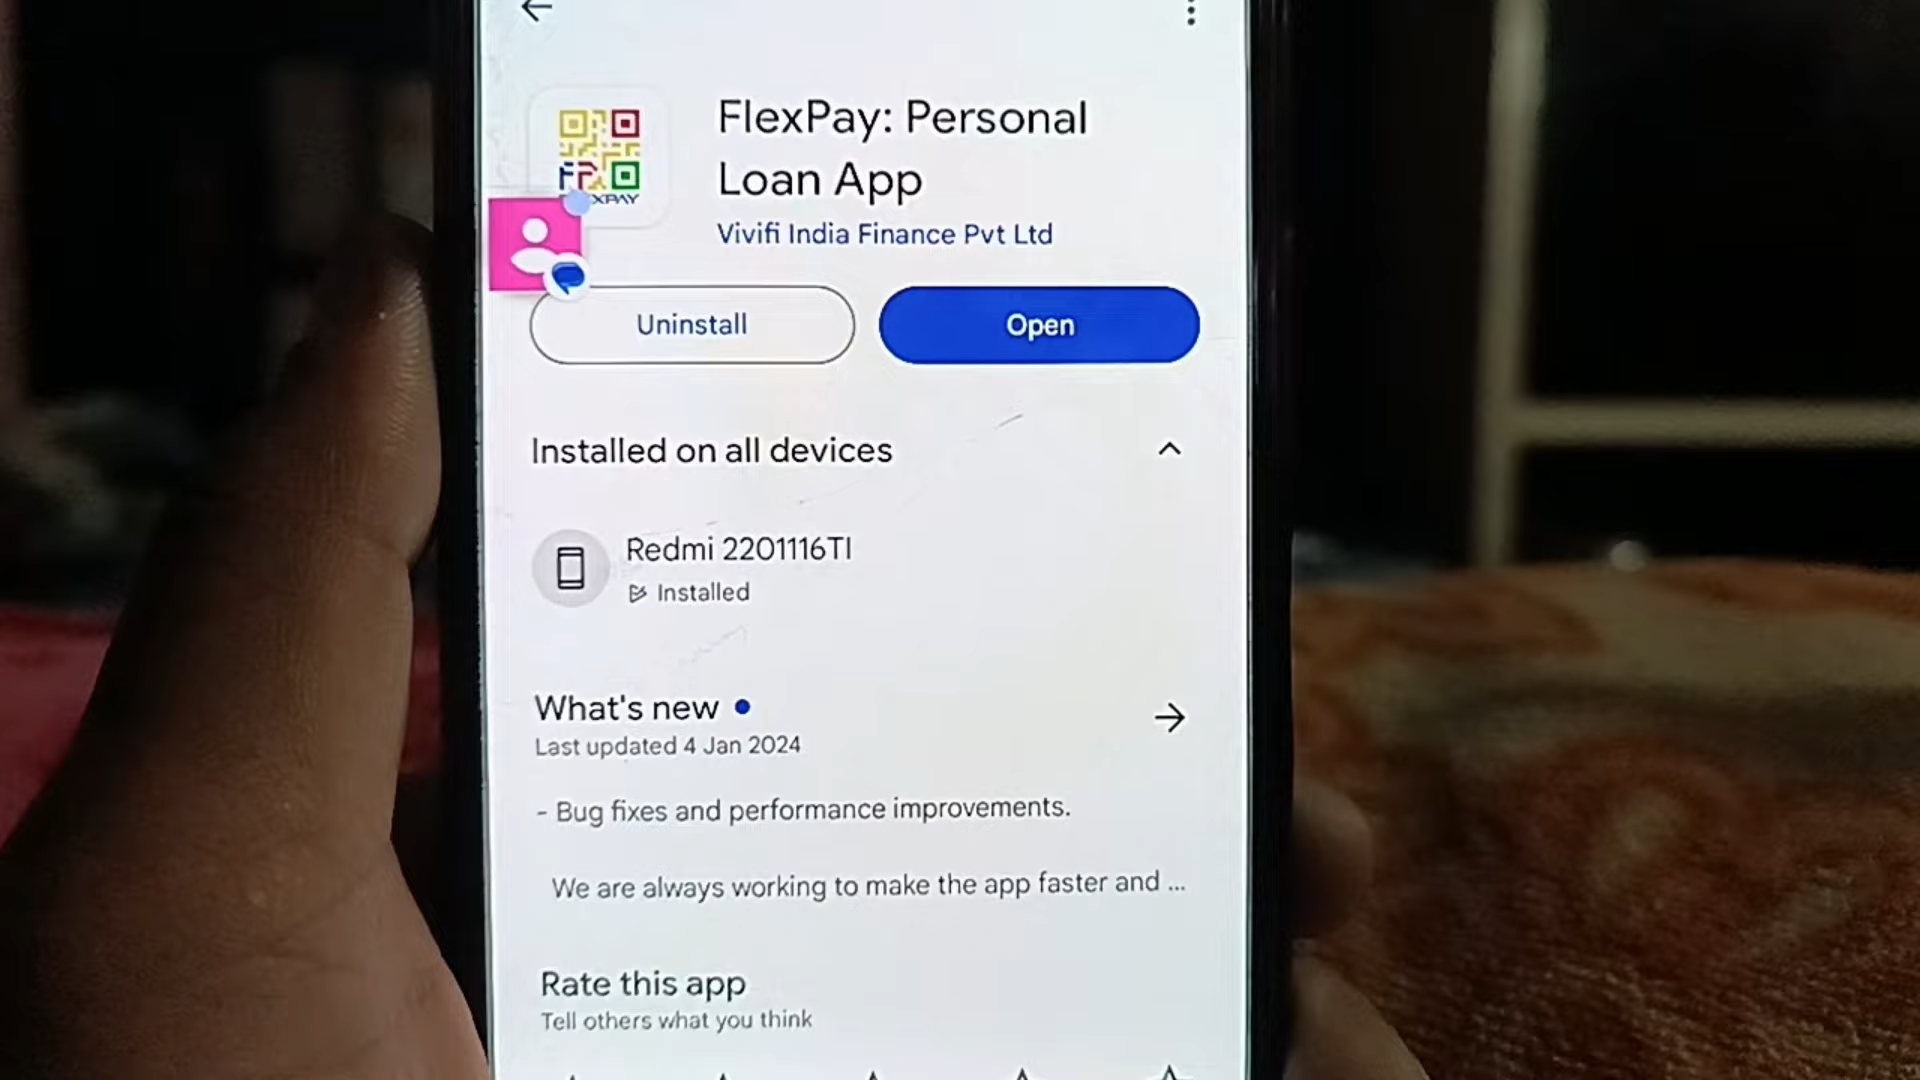 FlexPay: Personal
Loan App
XPAY
Vivifi India Finance Pvt Ltd
Uninstall
Open
Installed on all devices
Redmi 2201116TI
Installed
What's new
Last updated 4 Jan 2024
- Bug fixes and performance improvements.
We are always working to make the app faster and ...
Rate this app
Tell others what you think